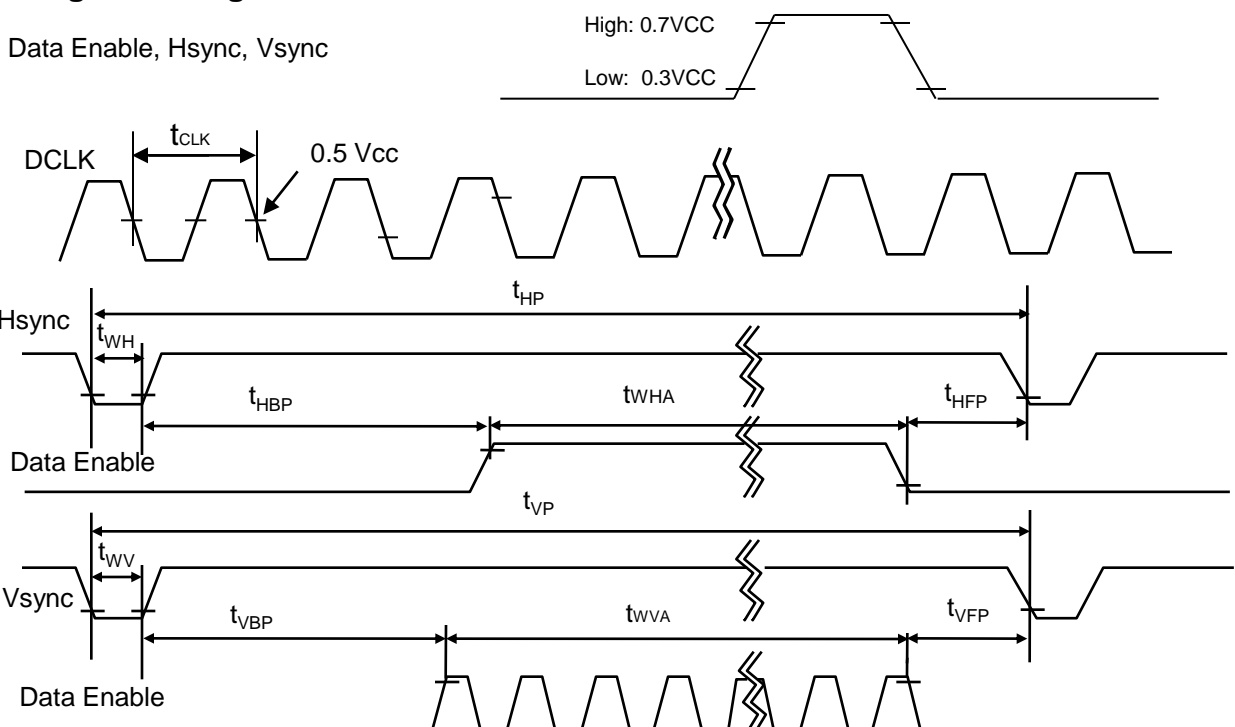 High: 0.7VCC
Data Enable, Hsync, Vsync
Low: 0.3VCC
tCLK
DCLK
0.5 Vcc
tHP
Hsync
tWH
tHBP
tWHA
tHFP
Data Enable
tVP
tWV
Vsync
tVBP
tWVA
tVFP
Data Enable